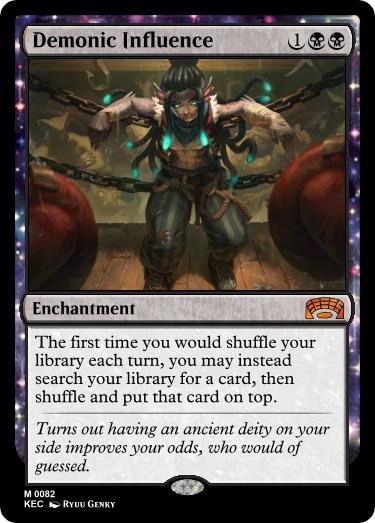 Demonic Influence 1
Enchantment
The first time you would shuffle your
library each turn, you may instead
search your library for a card, then
shuffle and put that card on top.
Turns out having an ancient deity on your
side improves your odds, who would of
guessed.
M 0082
KEC Ryuu Genky